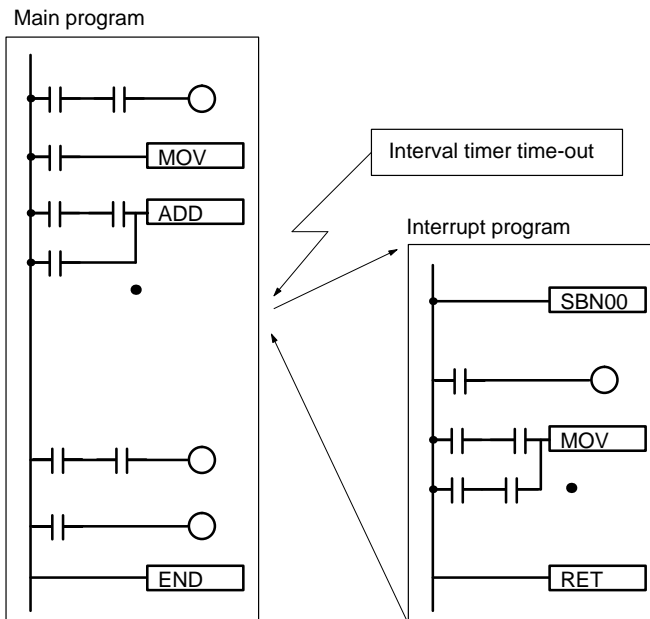 Main program
MOV
ADD
END
Interval timer time-out
Interrupt program
SBN00
MOV
RET